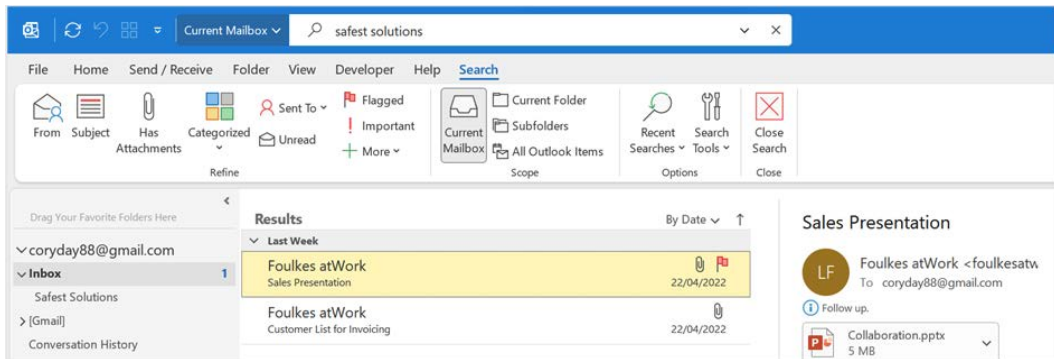 Current Mailbox safest solutions
File Home Send / Receive Folder View Developer Help Search
From
Subject
Has
Attachments
Categorized
Sent To
Unread
Flagged
Important
More
Refine
Current
Mailbox
Current Folder
Subfolders
All Outlook Items
Scope
Recent
Searches
Search
Tools
Options
Close
Search
Close
Drag Your Favorite Folders Here
coryday88@gmail.com
Inbox 1
Safest Solutions
[Gmail]
Conversation History
Results By Date
Last Week
Foulkes atWork
Sales Presentation 22/04/2022
Foulkes atWork
Customer List for Invoicing 22/04/2022
Sales Presentation
LF
Foulkes atWork <foulkesatw
To coryday88@gmail.com
Follow up.
Collaboration.pptx
5 MB